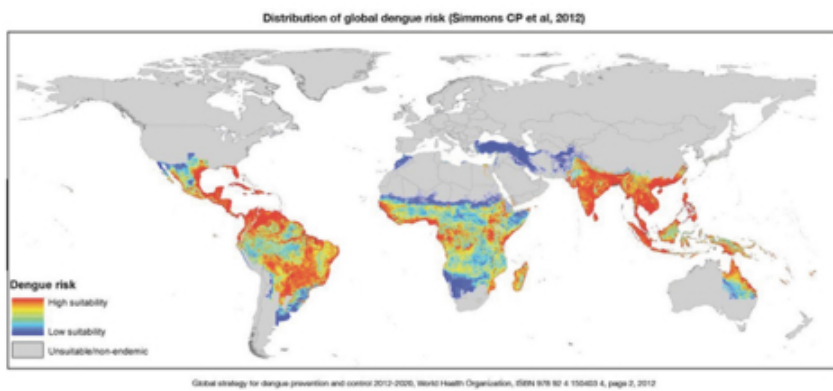 Distribution of global dengue risk (Simmons CP et al, 2012)
Dengue risk
High suitability
Low suitability
Unsuitable/non-endemic
Global strategy for dengue prevention and control 2012-2020, World Health Organization, ISBN 978 92 4 150403 4, page 2, 2012